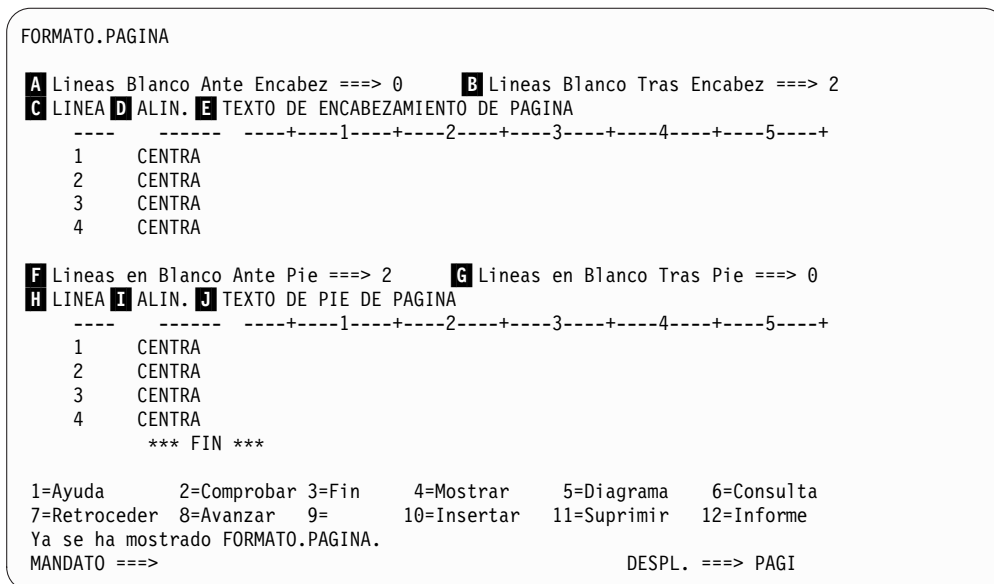 FORMATO.PAGINA
A Lineas Blanco Ante Encabez ===> 0 B Lineas Blanco Tras Encabez ===> 2
C LINEA D ALIN. E TEXTO DE ENCABEZAMIENTO DE PAGINA
---- ------ ----+----1----+----2----+----3----+----4----+----5----+
1 CENTRA
2 CENTRA
3 CENTRA
4 CENTRA
F Lineas en Blanco Ante Pie ===> 2 G Lineas en Blanco Tras Pie ===> 0
H LINEA I ALIN. J TEXTO DE PIE DE PAGINA
---- ------ ----+----1----+----2----+----3----+----4----+----5----+
1 CENTRA
2 CENTRA
3 CENTRA
4 CENTRA
*** FIN ***
1=Ayuda 2=Comprobar 3=Fin 4=Mostrar 5=Diagrama 6=Consulta
7=Retroceder 8=Avanzar 9= 10=Insertar 11=Suprimir 12=Informe
Ya se ha mostrado FORMATO.PAGINA.
MANDATO ===> DESPL. ===> PAGI